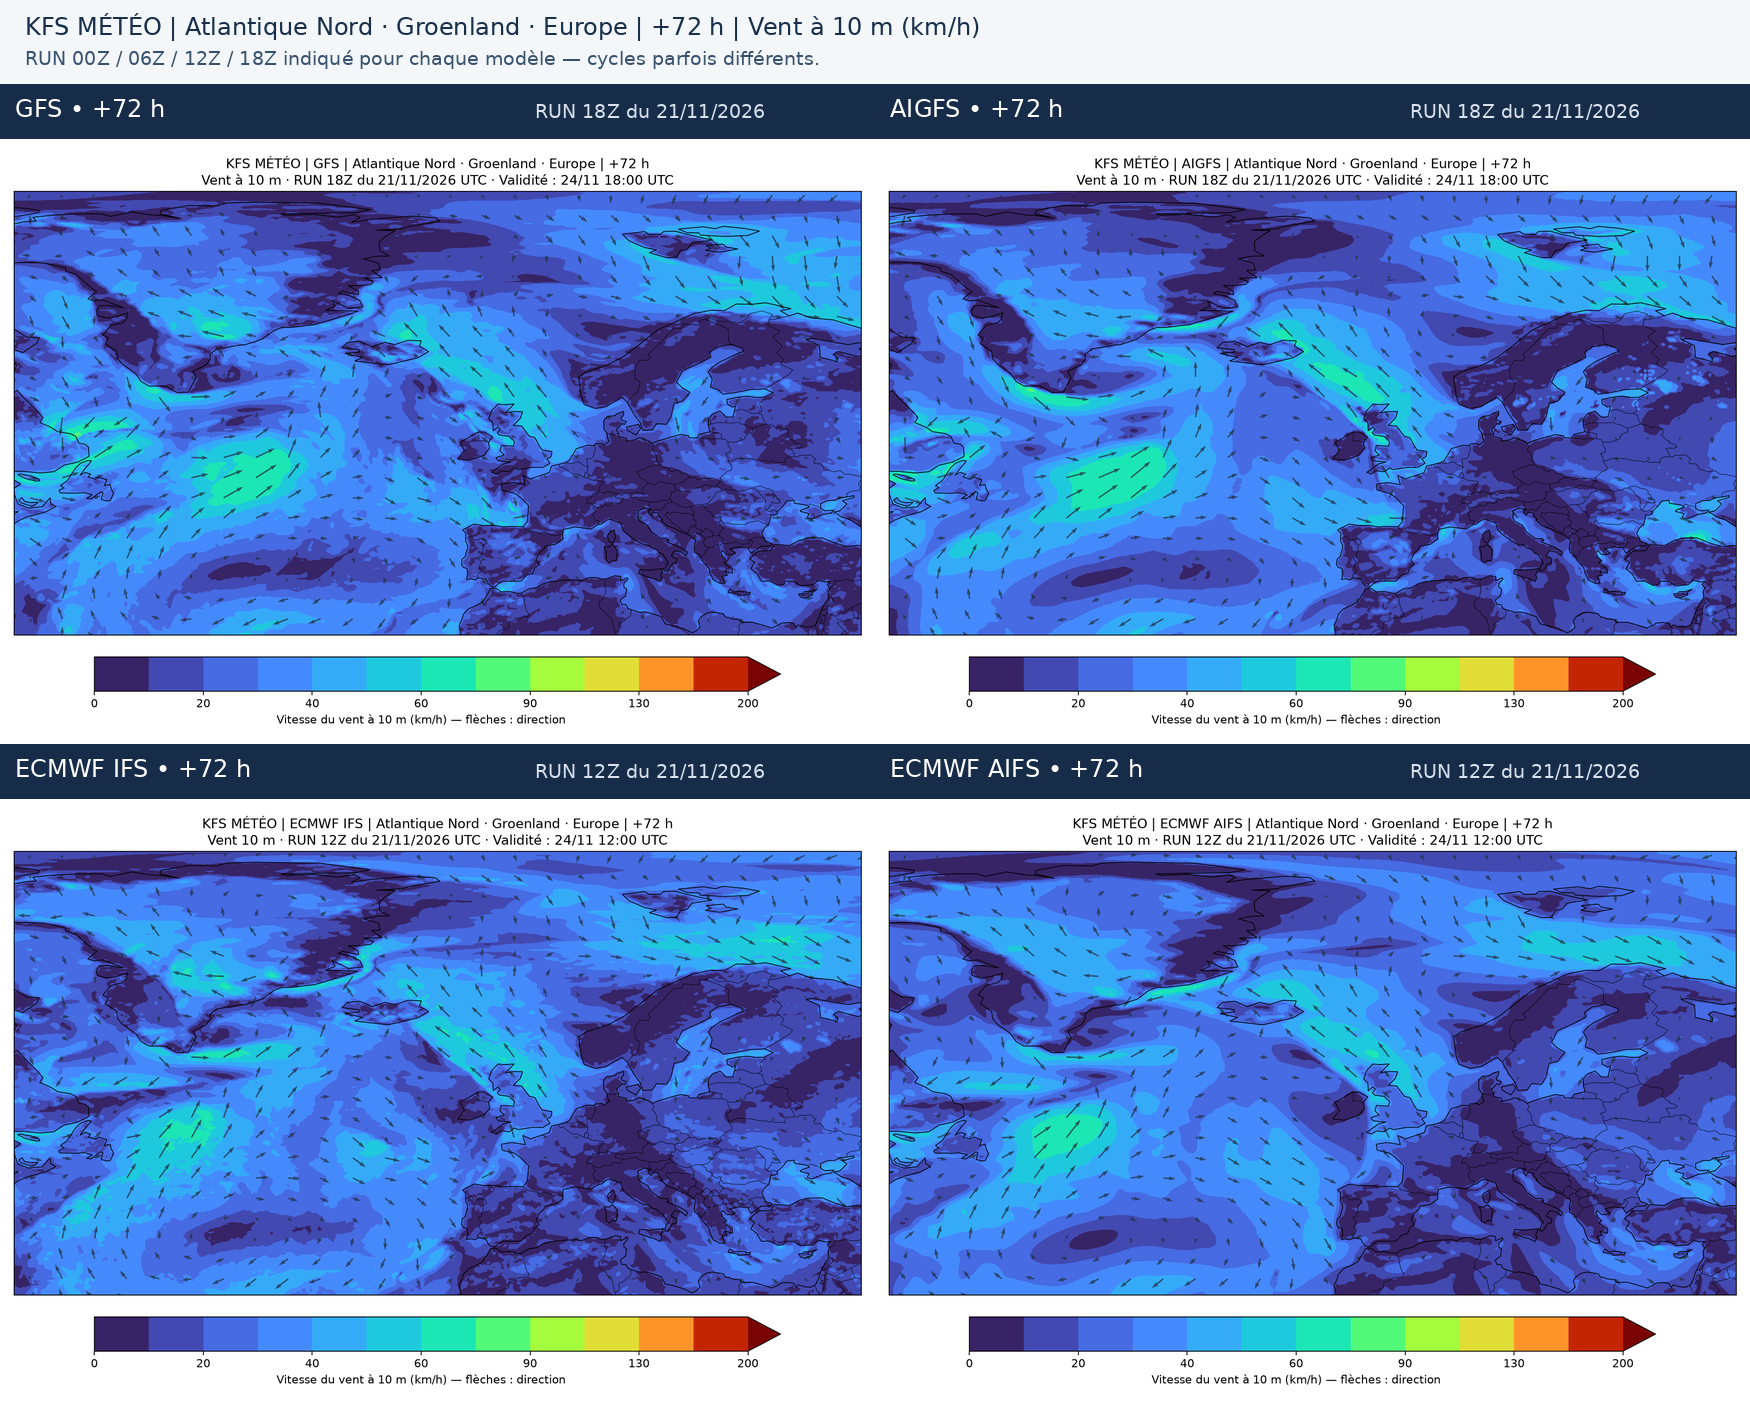 KFS MÉTÉO | Atlantique Nord · Groenland · Europe | +72 h | Vent à 10 m (km/h)
RUN 00Z / 06Z / 12Z / 18Z indiqué pour chaque modèle — cycles parfois différents.
GFS • +72 h
RUN 18Z du 21/11/2026
AIGFS • +72 h
RUN 18Z du 21/11/2026
KFS MÉTÉO | GFS | Atlantique Nord · Groenland · Europe | +72 h
Vent à 10 m · RUN 18Z du 21/11/2026 UTC · Validité : 24/11 18:00 UTC
KFS MÉTÉO | AIGFS | Atlantique Nord · Groenland · Europe | +72 h
Vent à 10 m · RUN 18Z du 21/11/2026 UTC · Validité : 24/11 18:00 UTC
0 20 40 60 90 130 200
Vitesse du vent à 10 m (km/h) — flèches : direction
0 20 40 60 90 130 200
Vitesse du vent à 10 m (km/h) — flèches : direction
ECMWF IFS • +72 h
RUN 12Z du 21/11/2026
ECMWF AIFS • +72 h
RUN 12Z du 21/11/2026
KFS MÉTÉO | ECMWF IFS | Atlantique Nord · Groenland · Europe | +72 h
Vent 10 m · RUN 12Z du 21/11/2026 UTC · Validité : 24/11 12:00 UTC
KFS MÉTÉO | ECMWF AIFS | Atlantique Nord · Groenland · Europe | +72 h
Vent 10 m · RUN 12Z du 21/11/2026 UTC · Validité : 24/11 12:00 UTC
0 20 40 60 90 130 200
Vitesse du vent à 10 m (km/h) — flèches : direction
0 20 40 60 90 130 200
Vitesse du vent à 10 m (km/h) — flèches : direction